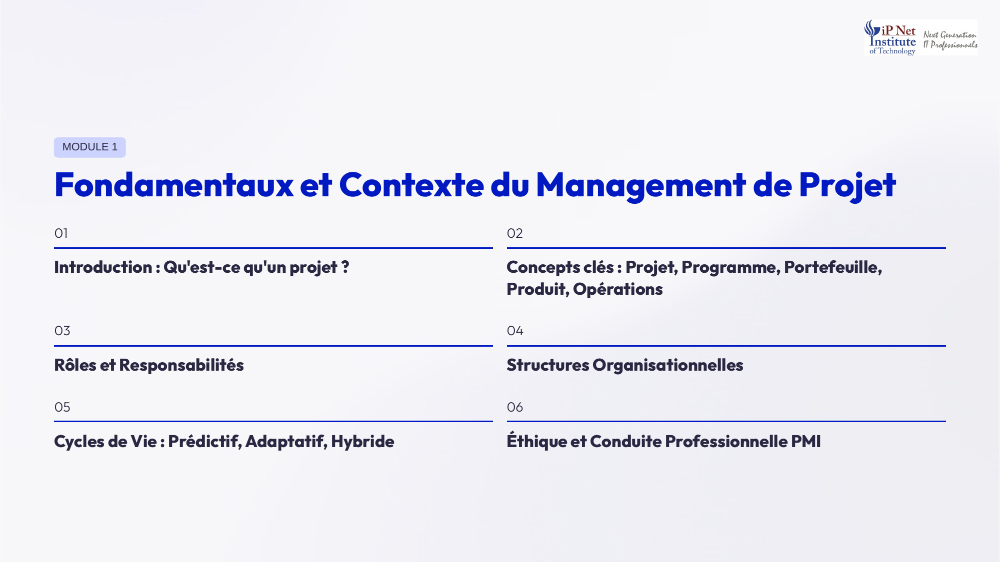 iP Net
Institute
of Technology
Next Generation
IT Professionnels
MODULE 1
Fondamentaux et Contexte du Management de Projet
01
Introduction : Qu'est-ce qu'un projet ?
02
Concepts clés : Projet, Programme, Portefeuille,
Produit, Opérations
03
Rôles et Responsabilités
04
Structures Organisationnelles
05
Cycles de Vie : Prédictif, Adaptatif, Hybride
06
Éthique et Conduite Professionnelle PMI